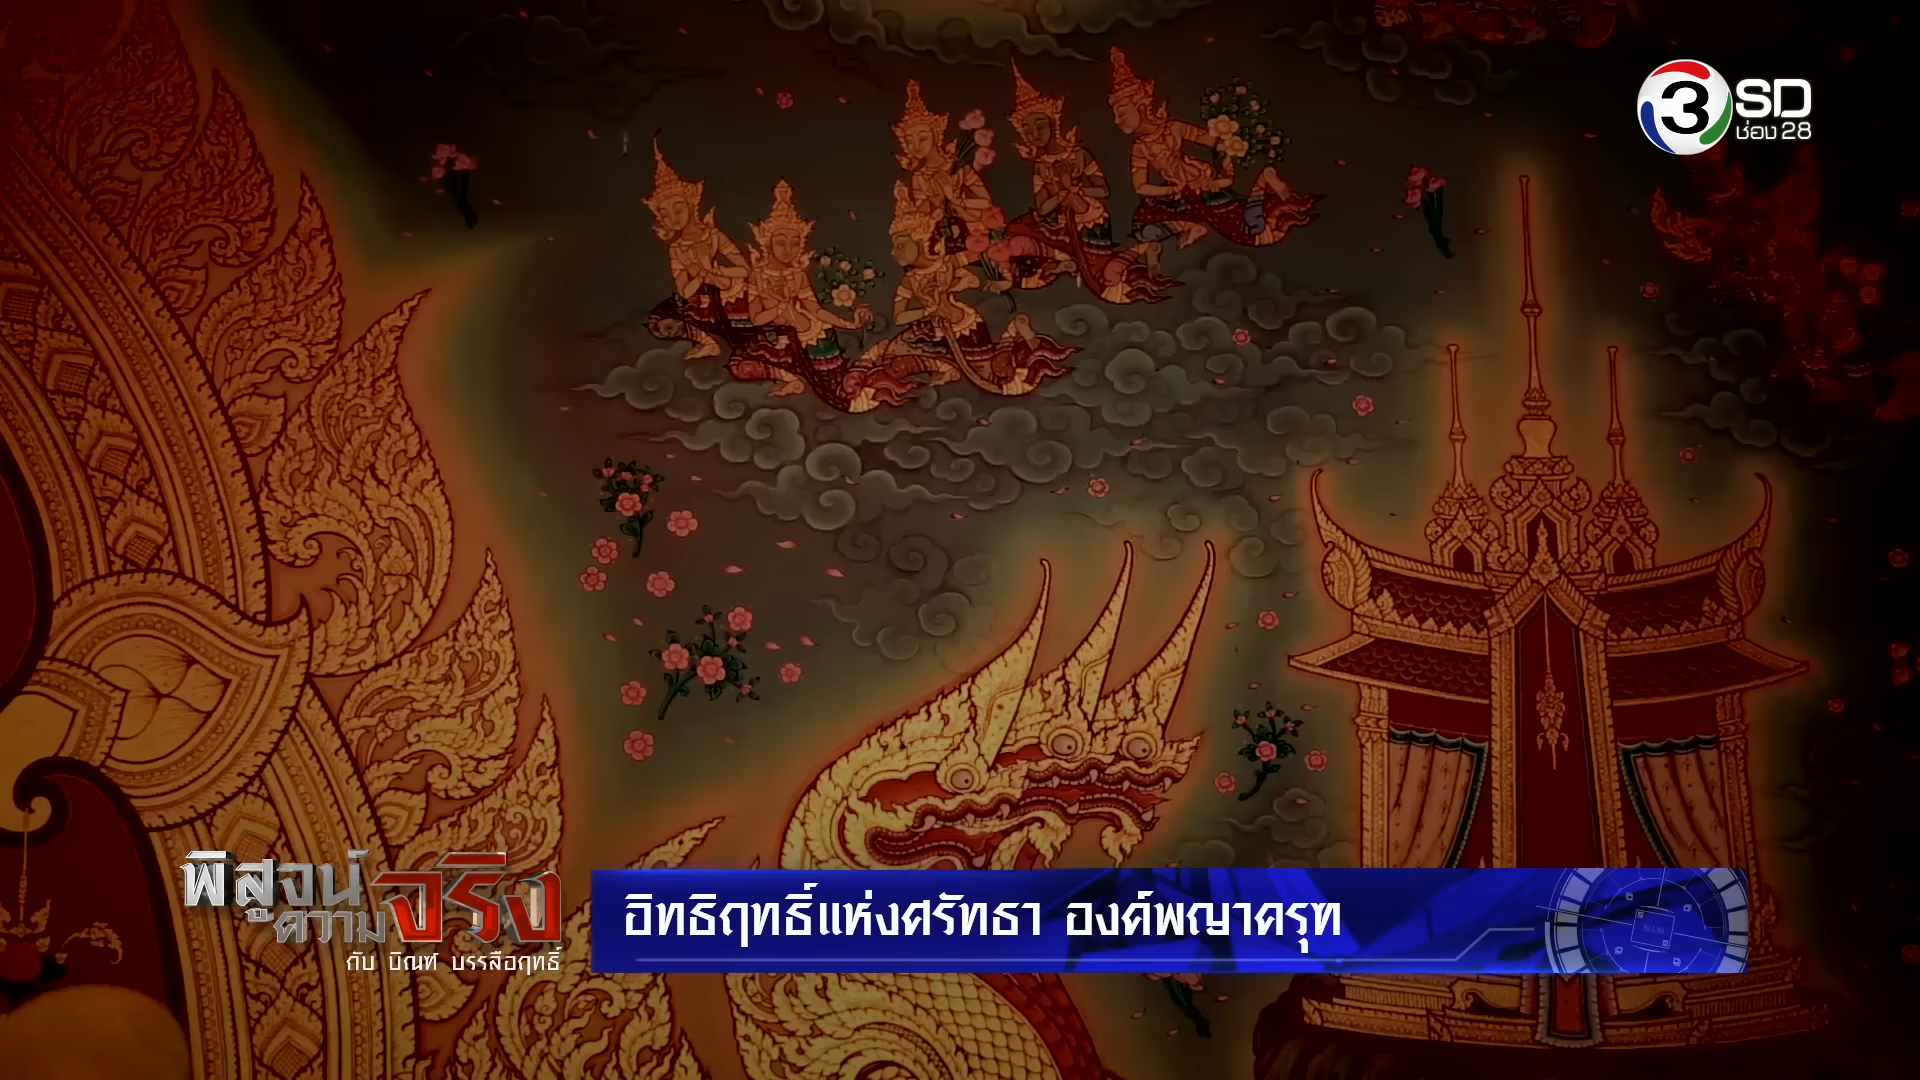 3 SD
ช่อง 28
พิสูจน์
ความจริง
กับ บิณฑ์ บรรลือฤทธิ์
อิทธิฤทธิ์แห่งศรัทธา องค์พญาครุฑ